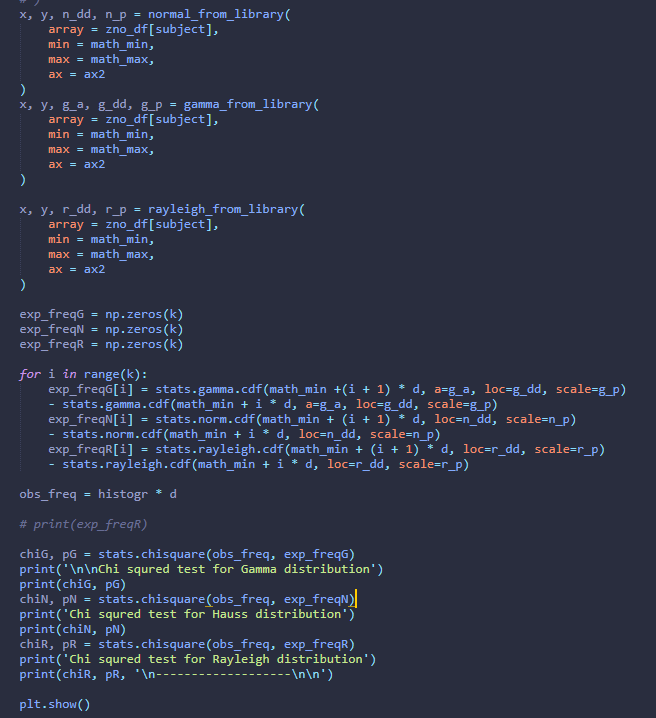 x, y, n_dd, n_p = normal_from_library(
    array = zno_df[subject],
    min = math_min,
    max = math_max,
    ax = ax2
)
x, y, g_a, g_dd, g_p = gamma_from_library(
    array = zno_df[subject],
    min = math_min,
    max = math_max,
    ax = ax2
)

x, y, r_dd, r_p = rayleigh_from_library(
    array = zno_df[subject],
    min = math_min,
    max = math_max,
    ax = ax2
)

exp_freqG = np.zeros(k)
exp_freqN = np.zeros(k)
exp_freqR = np.zeros(k)

for i in range(k):
    exp_freqG[i] = stats.gamma.cdf(math_min +(i + 1) * d, a=g_a, loc=g_dd, scale=g_p)
    - stats.gamma.cdf(math_min + i * d, a=g_a, loc=g_dd, scale=g_p)
    exp_freqN[i] = stats.norm.cdf(math_min + (i + 1) * d, loc=n_dd, scale=n_p)
    - stats.norm.cdf(math_min + i * d, loc=n_dd, scale=n_p)
    exp_freqR[i] = stats.rayleigh.cdf(math_min + (i + 1) * d, loc=r_dd, scale=r_p)
    - stats.rayleigh.cdf(math_min + i * d, loc=r_dd, scale=r_p)

obs_freq = histogr * d

# print(exp_freqR)

chiG, pG = stats.chisquare(obs_freq, exp_freqG)
print('\n\nChi squred test for Gamma distribution')
print(chiG, pG)
chiN, pN = stats.chisquare(obs_freq, exp_freqN)
print('Chi squred test for Hauss distribution')
print(chiN, pN)
chiR, pR = stats.chisquare(obs_freq, exp_freqR)
print('Chi squred test for Rayleigh distribution')
print(chiR, pR, '\n-------------------\n\n')

plt.show()